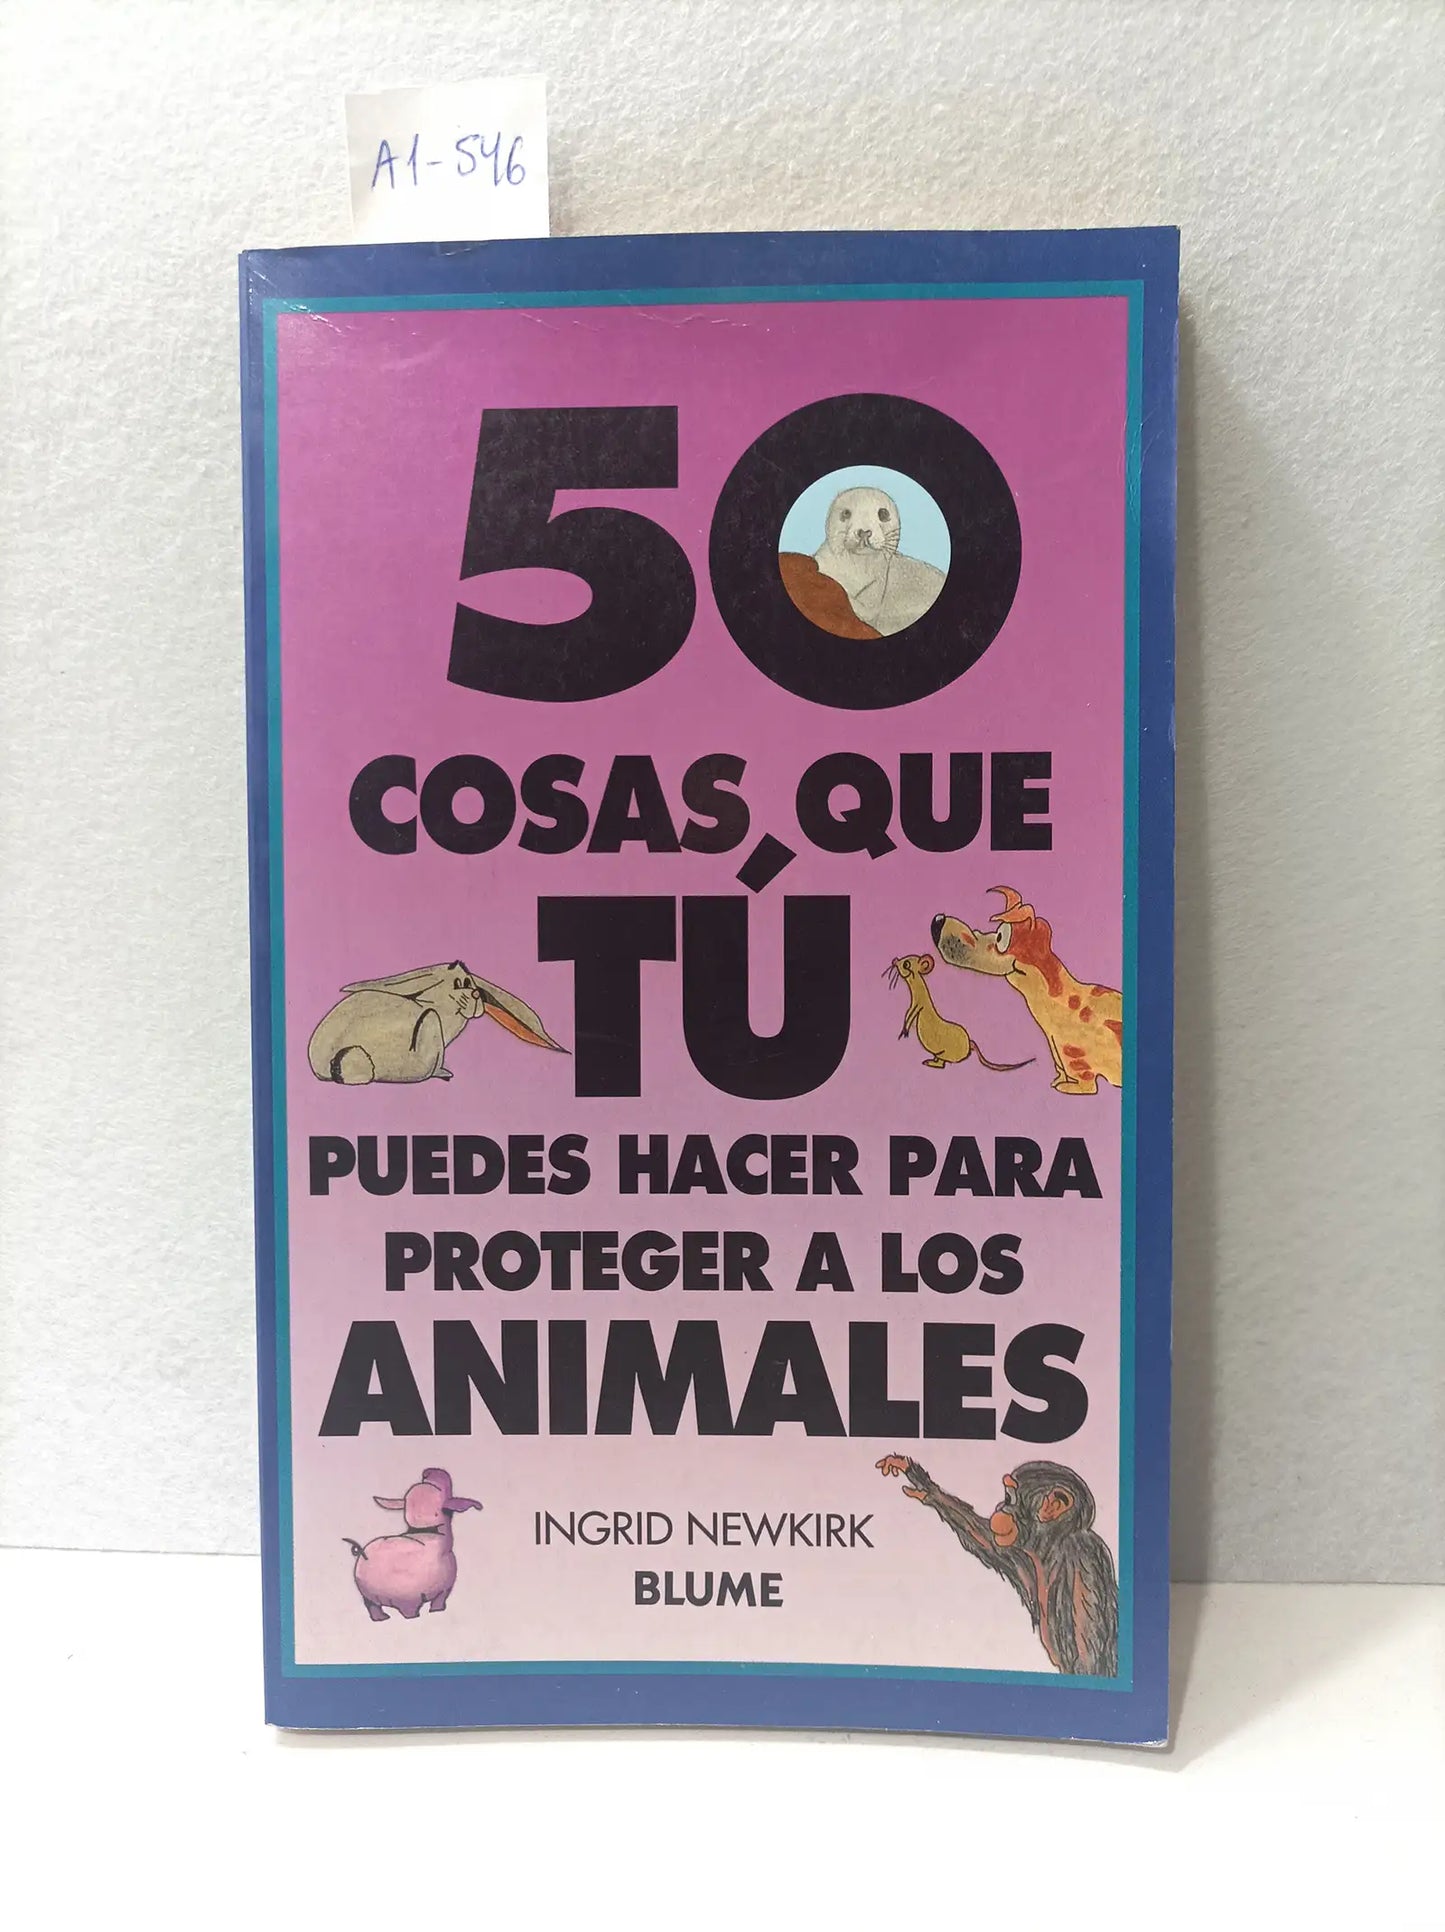 A1-546
50
COSAS QUE
TÚ
PUEDES HACER PARA
PROTEGER A LOS
ANIMALES
INGRID NEWKIRK
BLUME